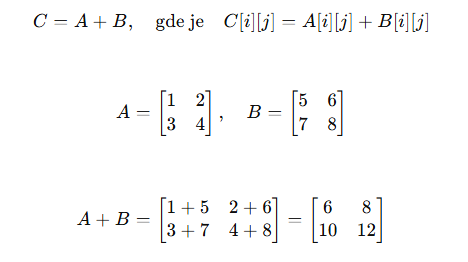 C = A + B, gde je C[i][j] = A[i][j] + B[i][j]
A = [1 2
3 4], B = [5 6
7 8]
A + B = [1 + 5 2 + 6
3 + 7 4 + 8] = [6 8
10 12]